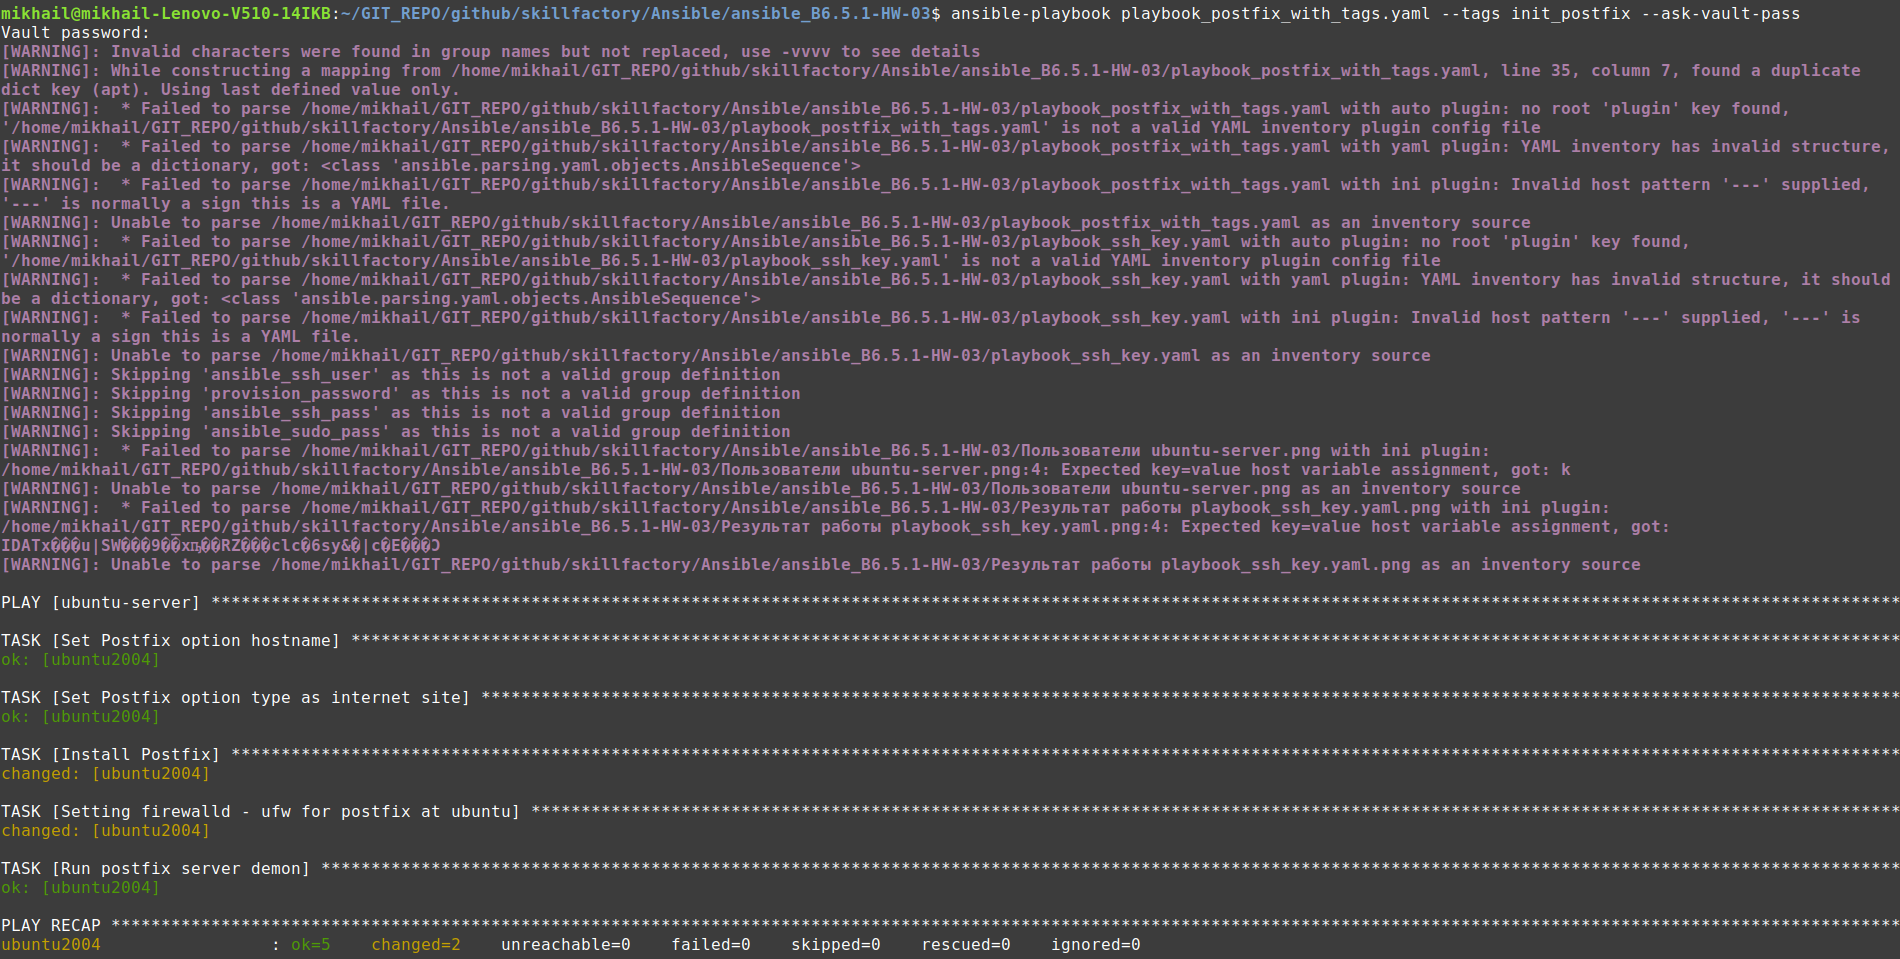 mikhail@mikhail-Lenovo-V510-14IKB:~/GIT_REPO/github/skillfactory/Ansible/ansible_B6.5.1-HW-03$ ansible-playbook playbook_postfix_with_tags.yaml --tags init_postfix --ask-vault-pass
Vault password:
[WARNING]: Invalid characters were found in group names but not replaced, use -vvvv to see details
[WARNING]: While constructing a mapping from /home/mikhail/GIT_REPO/github/skillfactory/Ansible/ansible_B6.5.1-HW-03/playbook_postfix_with_tags.yaml, line 35, column 7, found a duplicate
dict key (apt). Using last defined value only.
[WARNING]:  * Failed to parse /home/mikhail/GIT_REPO/github/skillfactory/Ansible/ansible_B6.5.1-HW-03/playbook_postfix_with_tags.yaml with auto plugin: no root 'plugin' key found,
'/home/mikhail/GIT_REPO/github/skillfactory/Ansible/ansible_B6.5.1-HW-03/playbook_postfix_with_tags.yaml' is not a valid YAML inventory plugin config file
[WARNING]:  * Failed to parse /home/mikhail/GIT_REPO/github/skillfactory/Ansible/ansible_B6.5.1-HW-03/playbook_postfix_with_tags.yaml with yaml plugin: YAML inventory has invalid structure,
it should be a dictionary, got: <class 'ansible.parsing.yaml.objects.AnsibleSequence'>
[WARNING]:  * Failed to parse /home/mikhail/GIT_REPO/github/skillfactory/Ansible/ansible_B6.5.1-HW-03/playbook_postfix_with_tags.yaml with ini plugin: Invalid host pattern '---' supplied,
'---' is normally a sign this is a YAML file.
[WARNING]: Unable to parse /home/mikhail/GIT_REPO/github/skillfactory/Ansible/ansible_B6.5.1-HW-03/playbook_postfix_with_tags.yaml as an inventory source
[WARNING]:  * Failed to parse /home/mikhail/GIT_REPO/github/skillfactory/Ansible/ansible_B6.5.1-HW-03/playbook_ssh_key.yaml with auto plugin: no root 'plugin' key found,
'/home/mikhail/GIT_REPO/github/skillfactory/Ansible/ansible_B6.5.1-HW-03/playbook_ssh_key.yaml' is not a valid YAML inventory plugin config file
[WARNING]:  * Failed to parse /home/mikhail/GIT_REPO/github/skillfactory/Ansible/ansible_B6.5.1-HW-03/playbook_ssh_key.yaml with yaml plugin: YAML inventory has invalid structure, it should
be a dictionary, got: <class 'ansible.parsing.yaml.objects.AnsibleSequence'>
[WARNING]:  * Failed to parse /home/mikhail/GIT_REPO/github/skillfactory/Ansible/ansible_B6.5.1-HW-03/playbook_ssh_key.yaml with ini plugin: Invalid host pattern '---' supplied, '---' is
normally a sign this is a YAML file.
[WARNING]: Unable to parse /home/mikhail/GIT_REPO/github/skillfactory/Ansible/ansible_B6.5.1-HW-03/playbook_ssh_key.yaml as an inventory source
[WARNING]: Skipping 'ansible_ssh_user' as this is not a valid group definition
[WARNING]: Skipping 'provision_password' as this is not a valid group definition
[WARNING]: Skipping 'ansible_ssh_pass' as this is not a valid group definition
[WARNING]: Skipping 'ansible_sudo_pass' as this is not a valid group definition
[WARNING]:  * Failed to parse /home/mikhail/GIT_REPO/github/skillfactory/Ansible/ansible_B6.5.1-HW-03/Пользователи ubuntu-server.png with ini plugin:
/home/mikhail/GIT_REPO/github/skillfactory/Ansible/ansible_B6.5.1-HW-03/Пользователи ubuntu-server.png:4: Expected key=value host variable assignment, got: k
[WARNING]: Unable to parse /home/mikhail/GIT_REPO/github/skillfactory/Ansible/ansible_B6.5.1-HW-03/Пользователи ubuntu-server.png as an inventory source
[WARNING]:  * Failed to parse /home/mikhail/GIT_REPO/github/skillfactory/Ansible/ansible_B6.5.1-HW-03/Результат работы playbook_ssh_key.yaml.png with ini plugin:
/home/mikhail/GIT_REPO/github/skillfactory/Ansible/ansible_B6.5.1-HW-03/Результат работы playbook_ssh_key.yaml.png:4: Expected key=value host variable assignment, got:
[WARNING]: Unable to parse /home/mikhail/GIT_REPO/github/skillfactory/Ansible/ansible_B6.5.1-HW-03/Результат работы playbook_ssh_key.yaml.png as an inventory source
PLAY [ubuntu-server] ****
TASK [Set Postfix option hostname] ****
ok: [ubuntu2004]
TASK [Set Postfix option type as internet site] ****
ok: [ubuntu2004]
TASK [Install Postfix] ****
changed: [ubuntu2004]
TASK [Setting firewalld - ufw for postfix at ubuntu] ****
changed: [ubuntu2004]
TASK [Run postfix server demon] ****
ok: [ubuntu2004]
PLAY RECAP ****
ubuntu2004                 : ok=5    changed=2    unreachable=0    failed=0    skipped=0    rescued=0    ignored=0